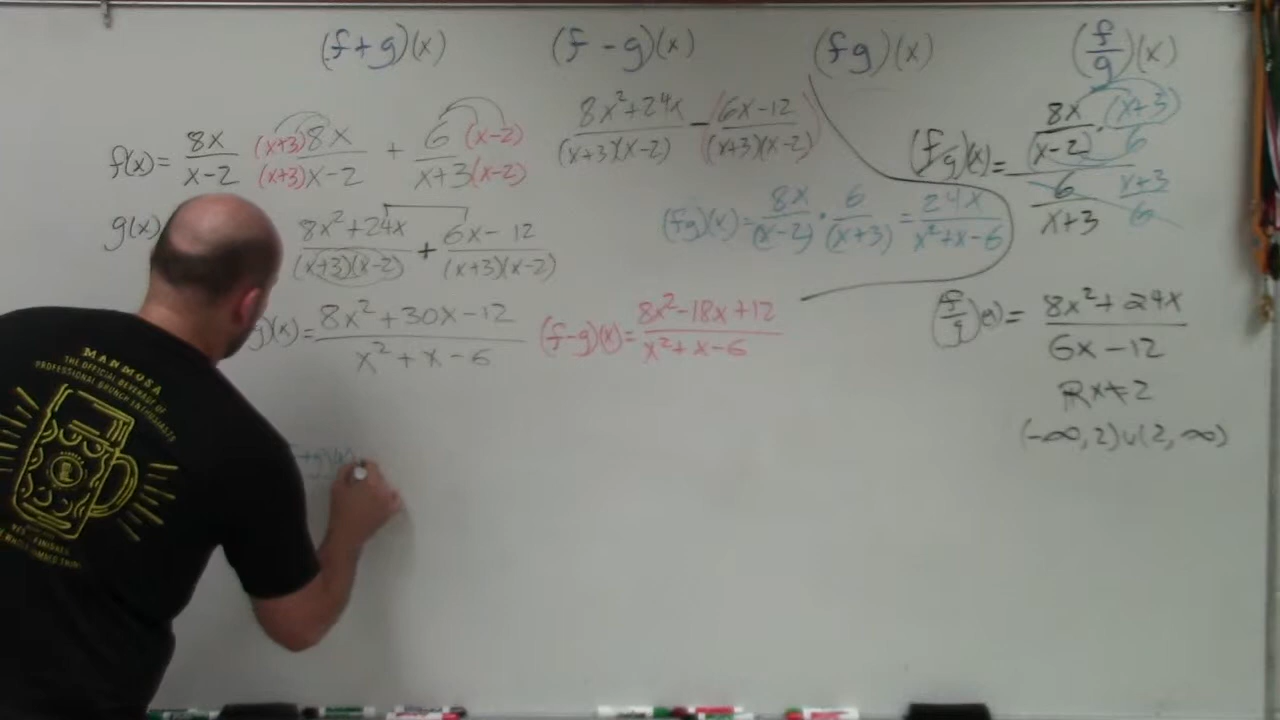 (f+g)(x) (f-g)(x) (fg)(x) (f/g)(x)
f(x)= 8x/(x-2) (x+3)8x/(x+3)x-2 + 6(x-2)/x+3(x-2)
8x²+24x/(x+3)(x-2) - (6x-12/(x+3)(x-2))
(f/g)(x)= 8x/(x-2) · (x+3)/6 / 6/x+3 · x+3/6
g(x) 8x²+24x/(x+3)(x-2) + 6x-12/(x+3)(x-2)
(fg)(x)= 8x/(x-2) · 6/(x+3) = 24x/x²+x-6
g)(x)= 8x²+30x-12/x²+x-6
(f-g)(x)= 8x²-18x+12/x²+x-6
(f/g)(x)= 8x²+24x/6x-12
R x≠2
(-∞,2)∪(2,∞)
+g)(x)
MANMOSA
THE OFFICIAL BEVERAGE OF
PROFESSIONAL BRUNCH ENTHUSIASTS